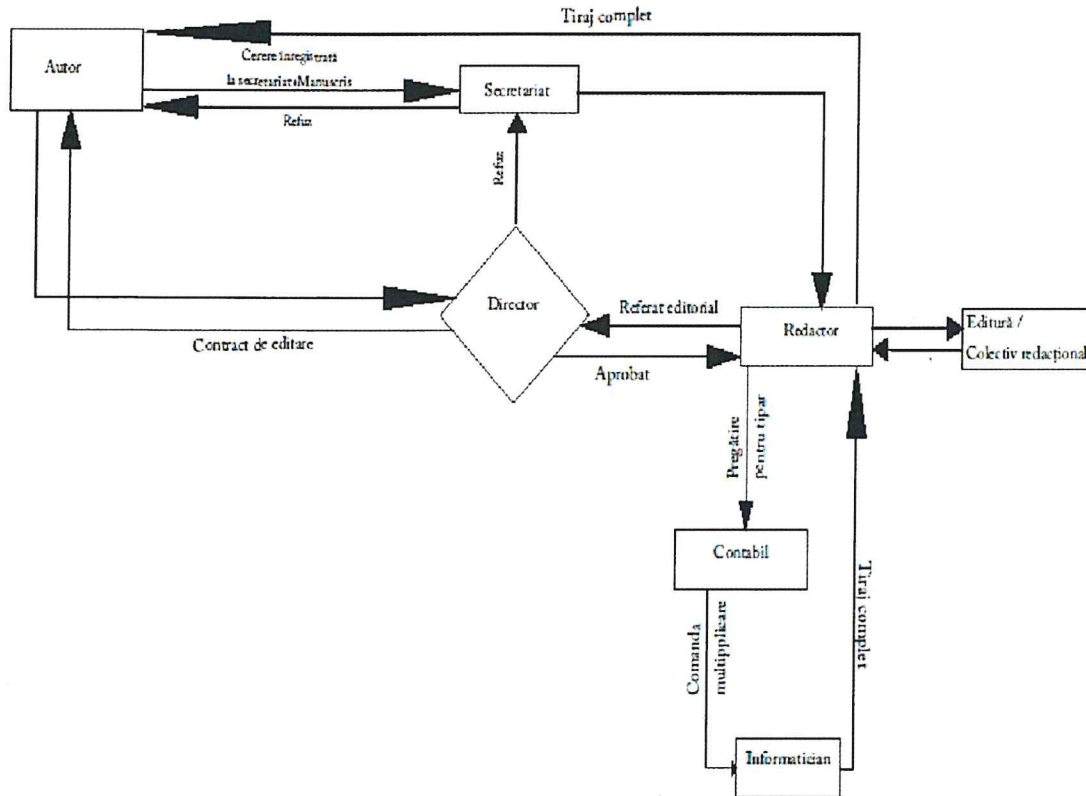 Tiraj complet
Autor
Cerere înregistrată
la secretariat+Manuscris
Secretariat
Refuz
Refuz
Director
Referat editorial
Redactor
Editură /
Colectiv redacțional
Contract de editare
Aprobat
Pregătire
pentru tipar
Contabil
Comanda
multipplicare
Tiraj complet
Informatician